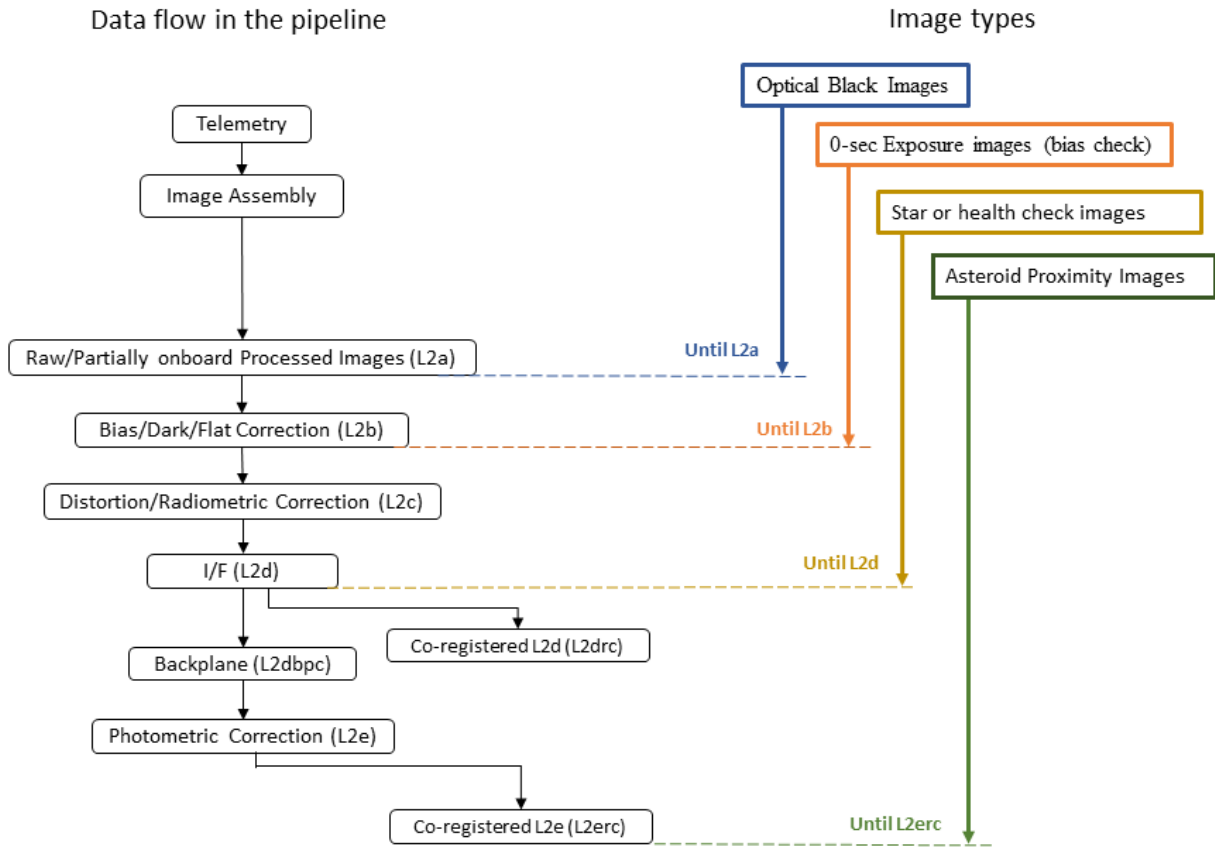 Data flow in the pipeline
Image types
Optical Black Images
Telemetry
0-sec Exposure images (bias check)
Image Assembly
Star or health check images
Asteroid Proximity Images
Raw/Partially onboard Processed Images (L2a)
Until L2a
Bias/Dark/Flat Correction (L2b)
Until L2b
Distortion/Radiometric Correction (L2c)
I/F (L2d)
Until L2d
Co-registered L2d (L2drc)
Backplane (L2dbpc)
Photometric Correction (L2e)
Co-registered L2e (L2erc)
Until L2erc